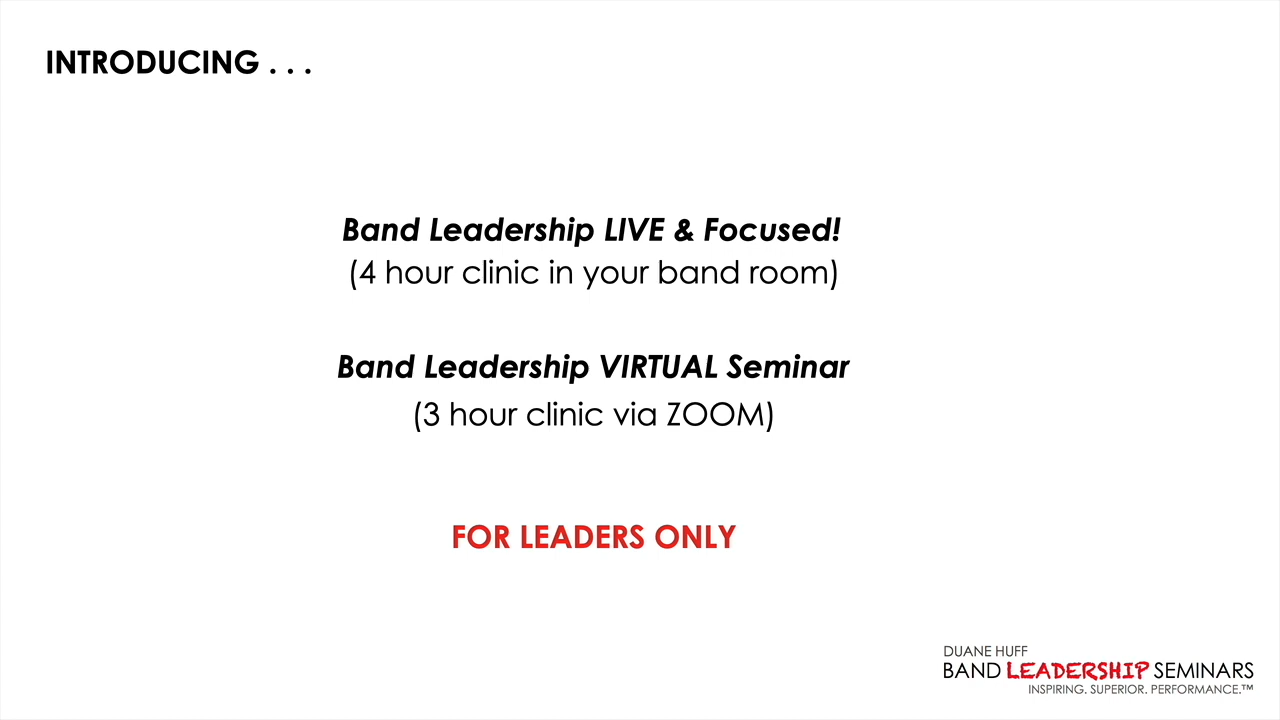 INTRODUCING . . .
Band Leadership LIVE & Focused!
(4 hour clinic in your band room)
Band Leadership VIRTUAL Seminar
(3 hour clinic via ZOOM)
FOR LEADERS ONLY
DUANE HUFF
BAND LEADERSHIP SEMINARS
INSPIRING. SUPERIOR. PERFORMANCE.™